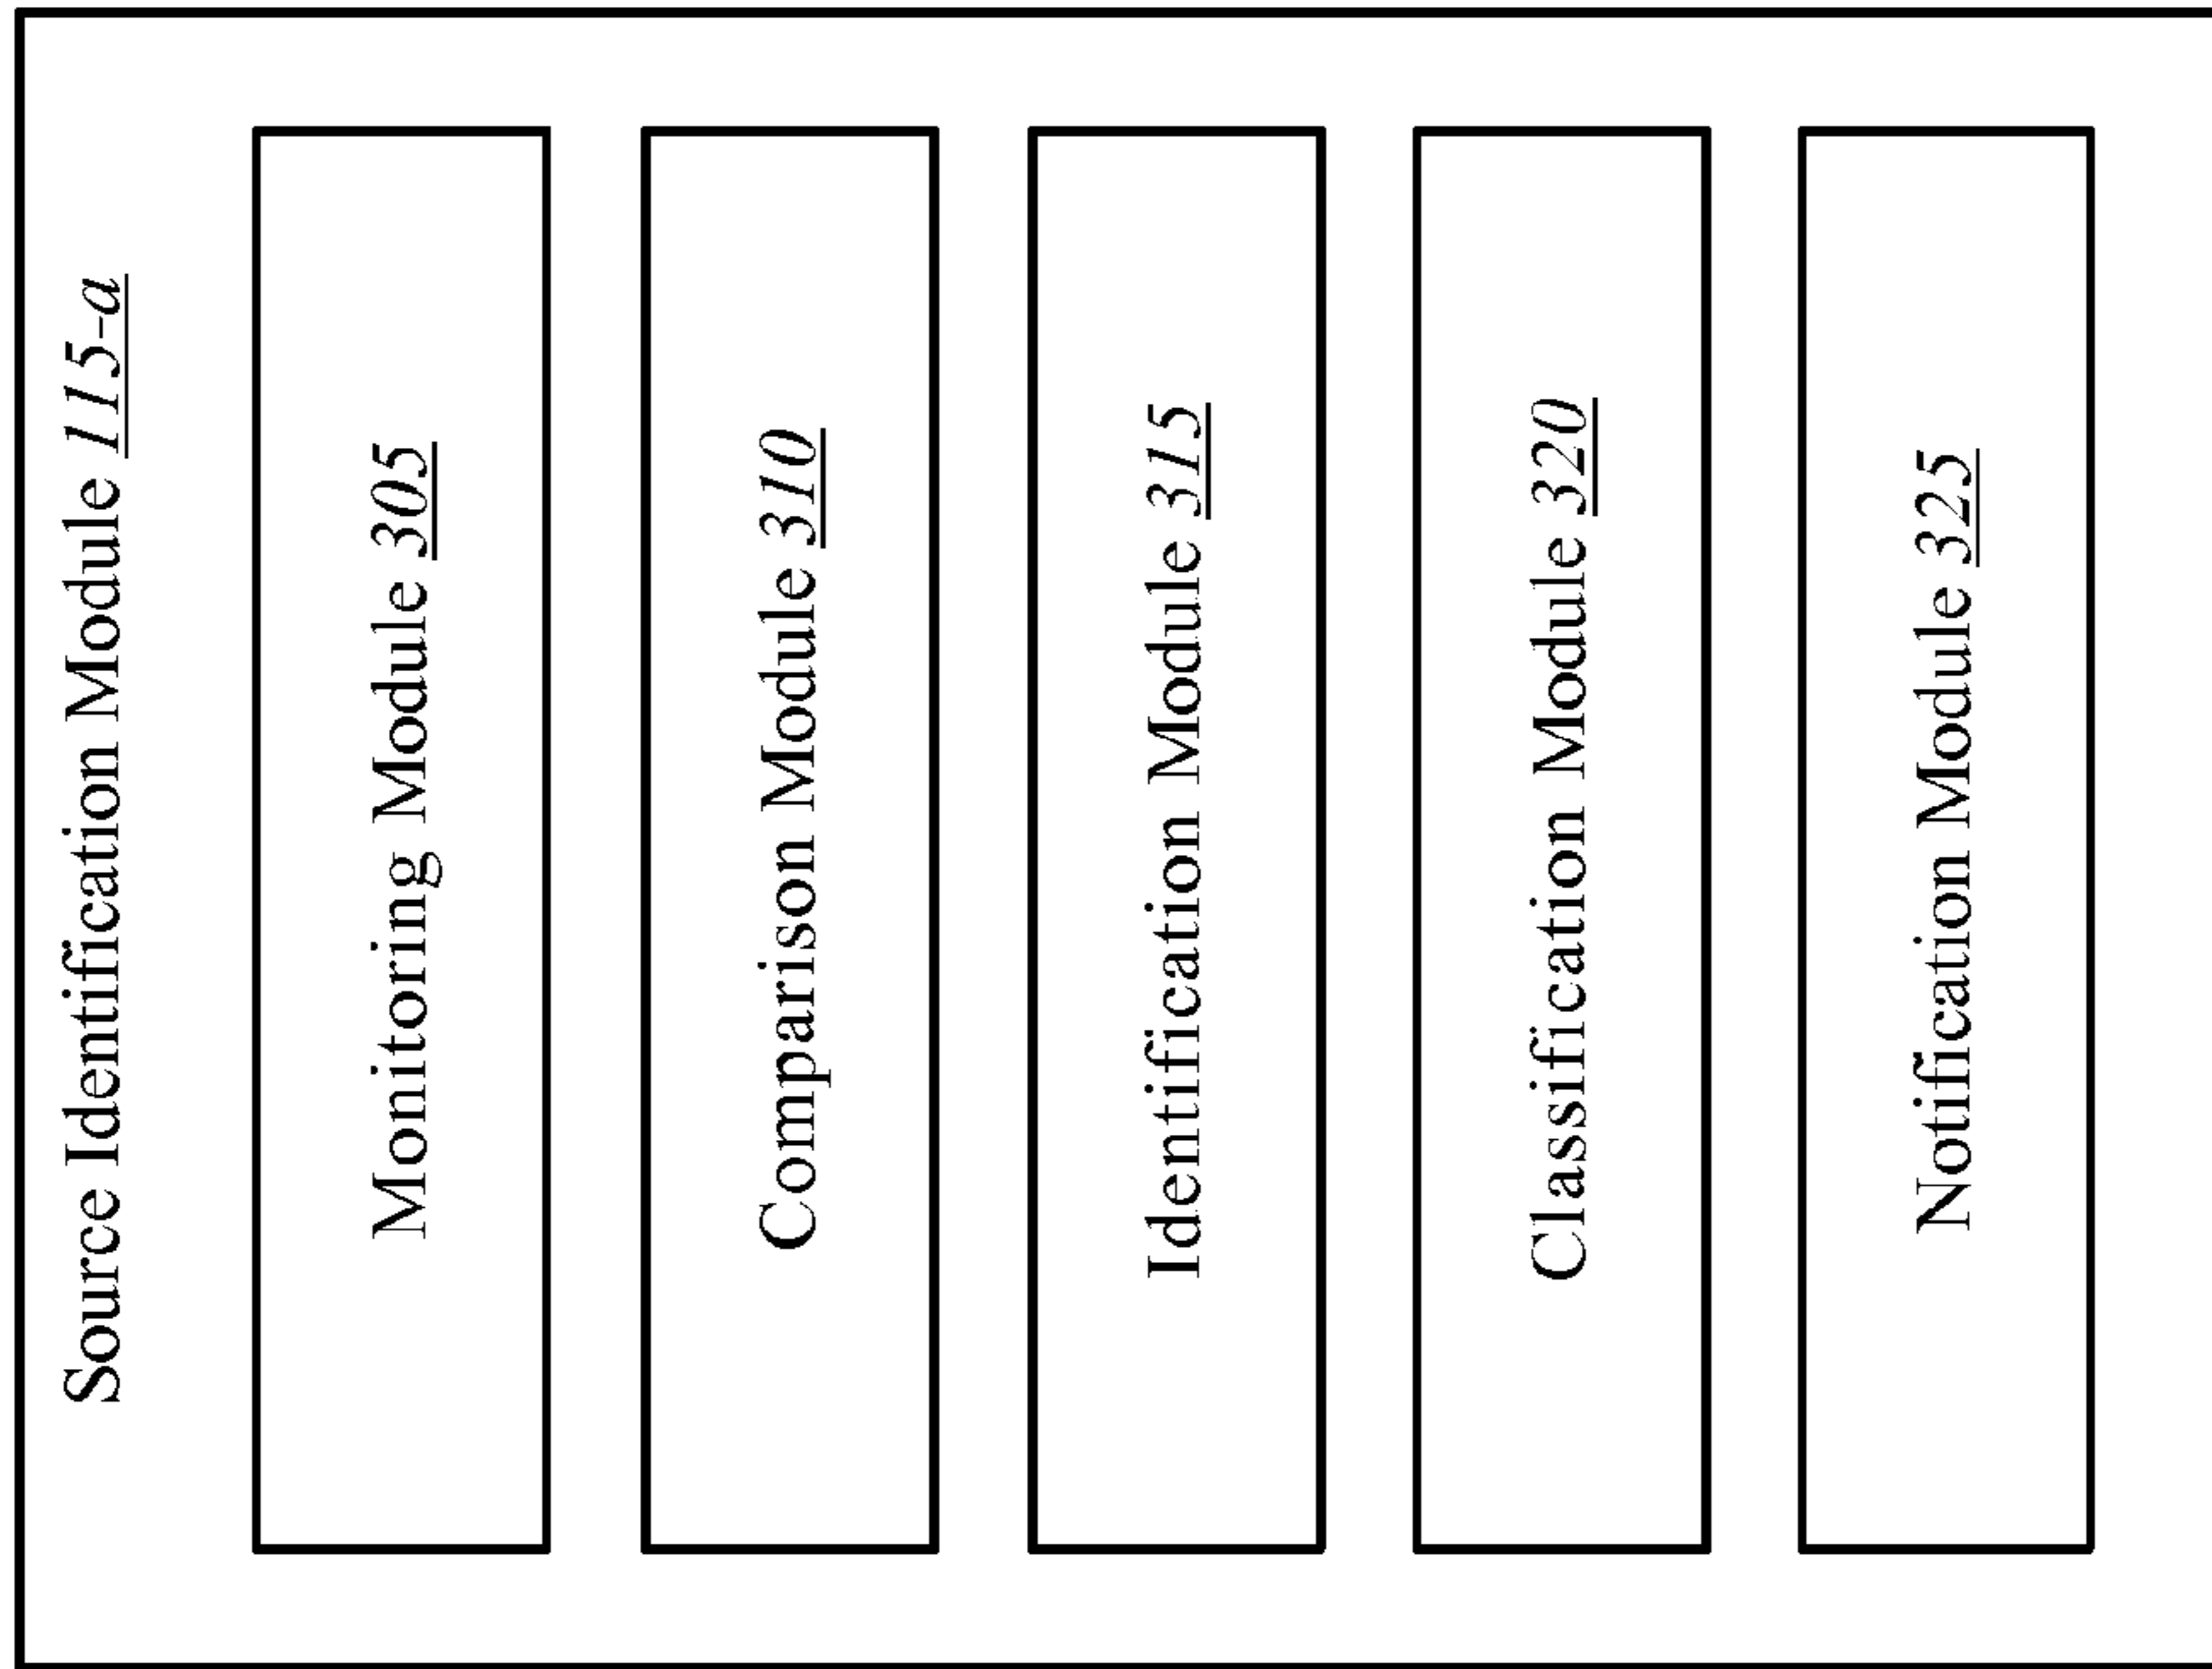 Source Identification Module 115-a
Monitoring Module 305
Comparison Module 310
Identification Module 315
Classification Module 320
Notification Module 325